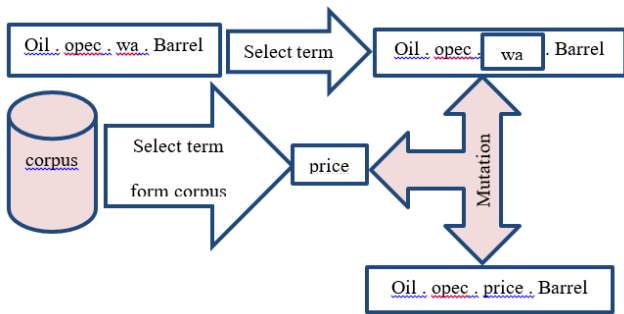 Oil . opec . wa . Barrel
Select term
Oil . opec . wa . Barrel
corpus
Select term
form corpus
price
Mutation
Oil . opec . price . Barrel